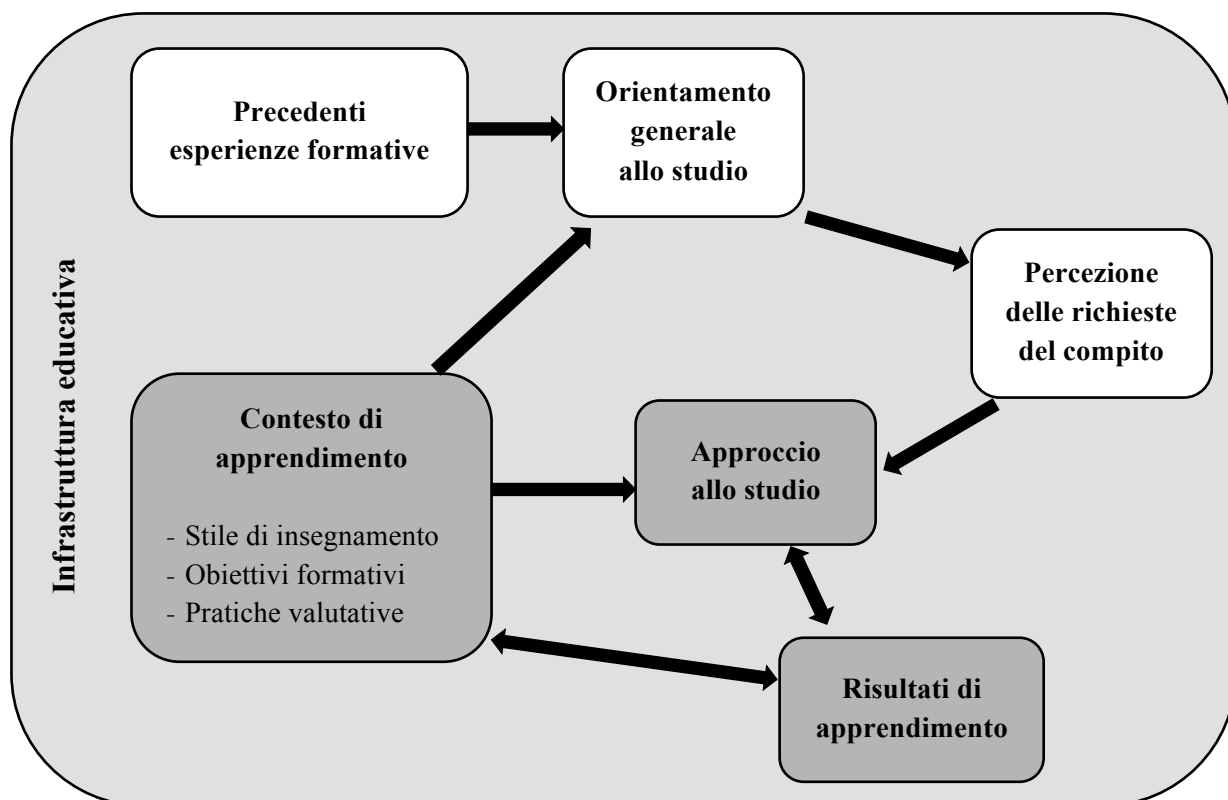 Precedenti
esperienze formative
Orientamento
generale
allo studio
Percezione
delle richieste
del compito
Infrastruttura educativa
Contesto di
apprendimento
- Stile di insegnamento
- Obiettivi formativi
- Pratiche valutative
Approccio
allo studio
Risultati di
apprendimento